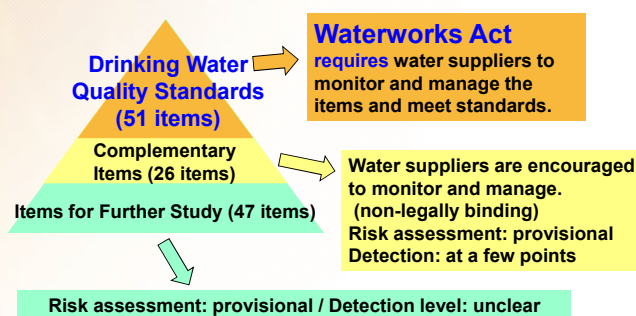 Drinking Water
Quality Standards
(51 items)
Waterworks Act
requires water suppliers to
monitor and manage the
items and meet standards.
Complementary
Items (26 items)
Water suppliers are encouraged
to monitor and manage.
(non-legally binding)
Risk assessment: provisional
Detection: at a few points
Items for Further Study (47 items)
Risk assessment: provisional / Detection level: unclear